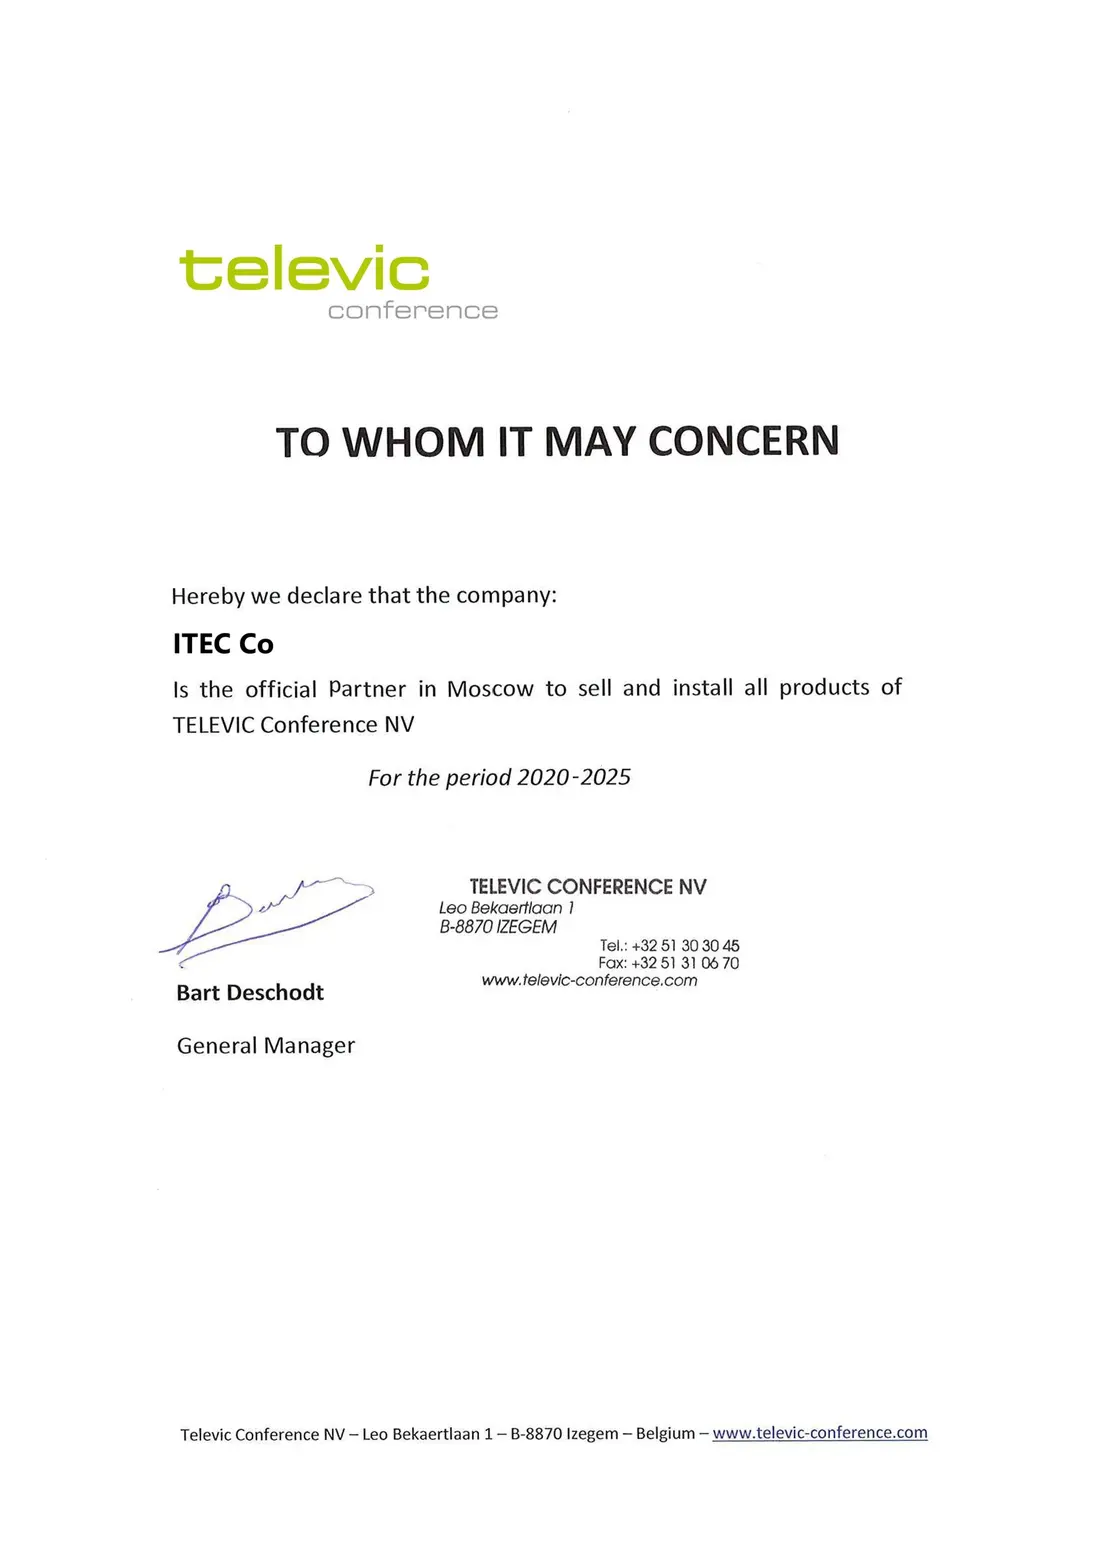 televic
conference
TO WHOM IT MAY CONCERN
Hereby we declare that the company:
ITEC Co
Is the official Partner in Moscow to sell and install all products of
TELEVIC Conference NV
For the period 2020-2025
TELEVIC CONFERENCE NV
Leo Bekaertlaan 1
B-8870 IZEGEM
Tel.: +32 51 30 30 45
Fax: +32 51 31 06 70
www.televic-conference.com
Bart Deschodt
General Manager
Televic Conference NV – Leo Bekaertlaan 1 – B-8870 Izegem – Belgium – www.televic-conference.com